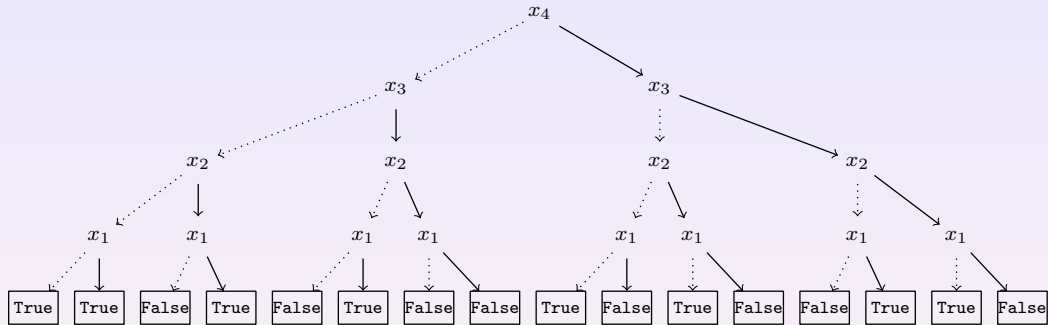 x₄
x₃ x₃
x₂ x₂ x₂ x₂
x₁ x₁ x₁ x₁ x₁ x₁ x₁ x₁
True True False True False True False False True False True False False True True False